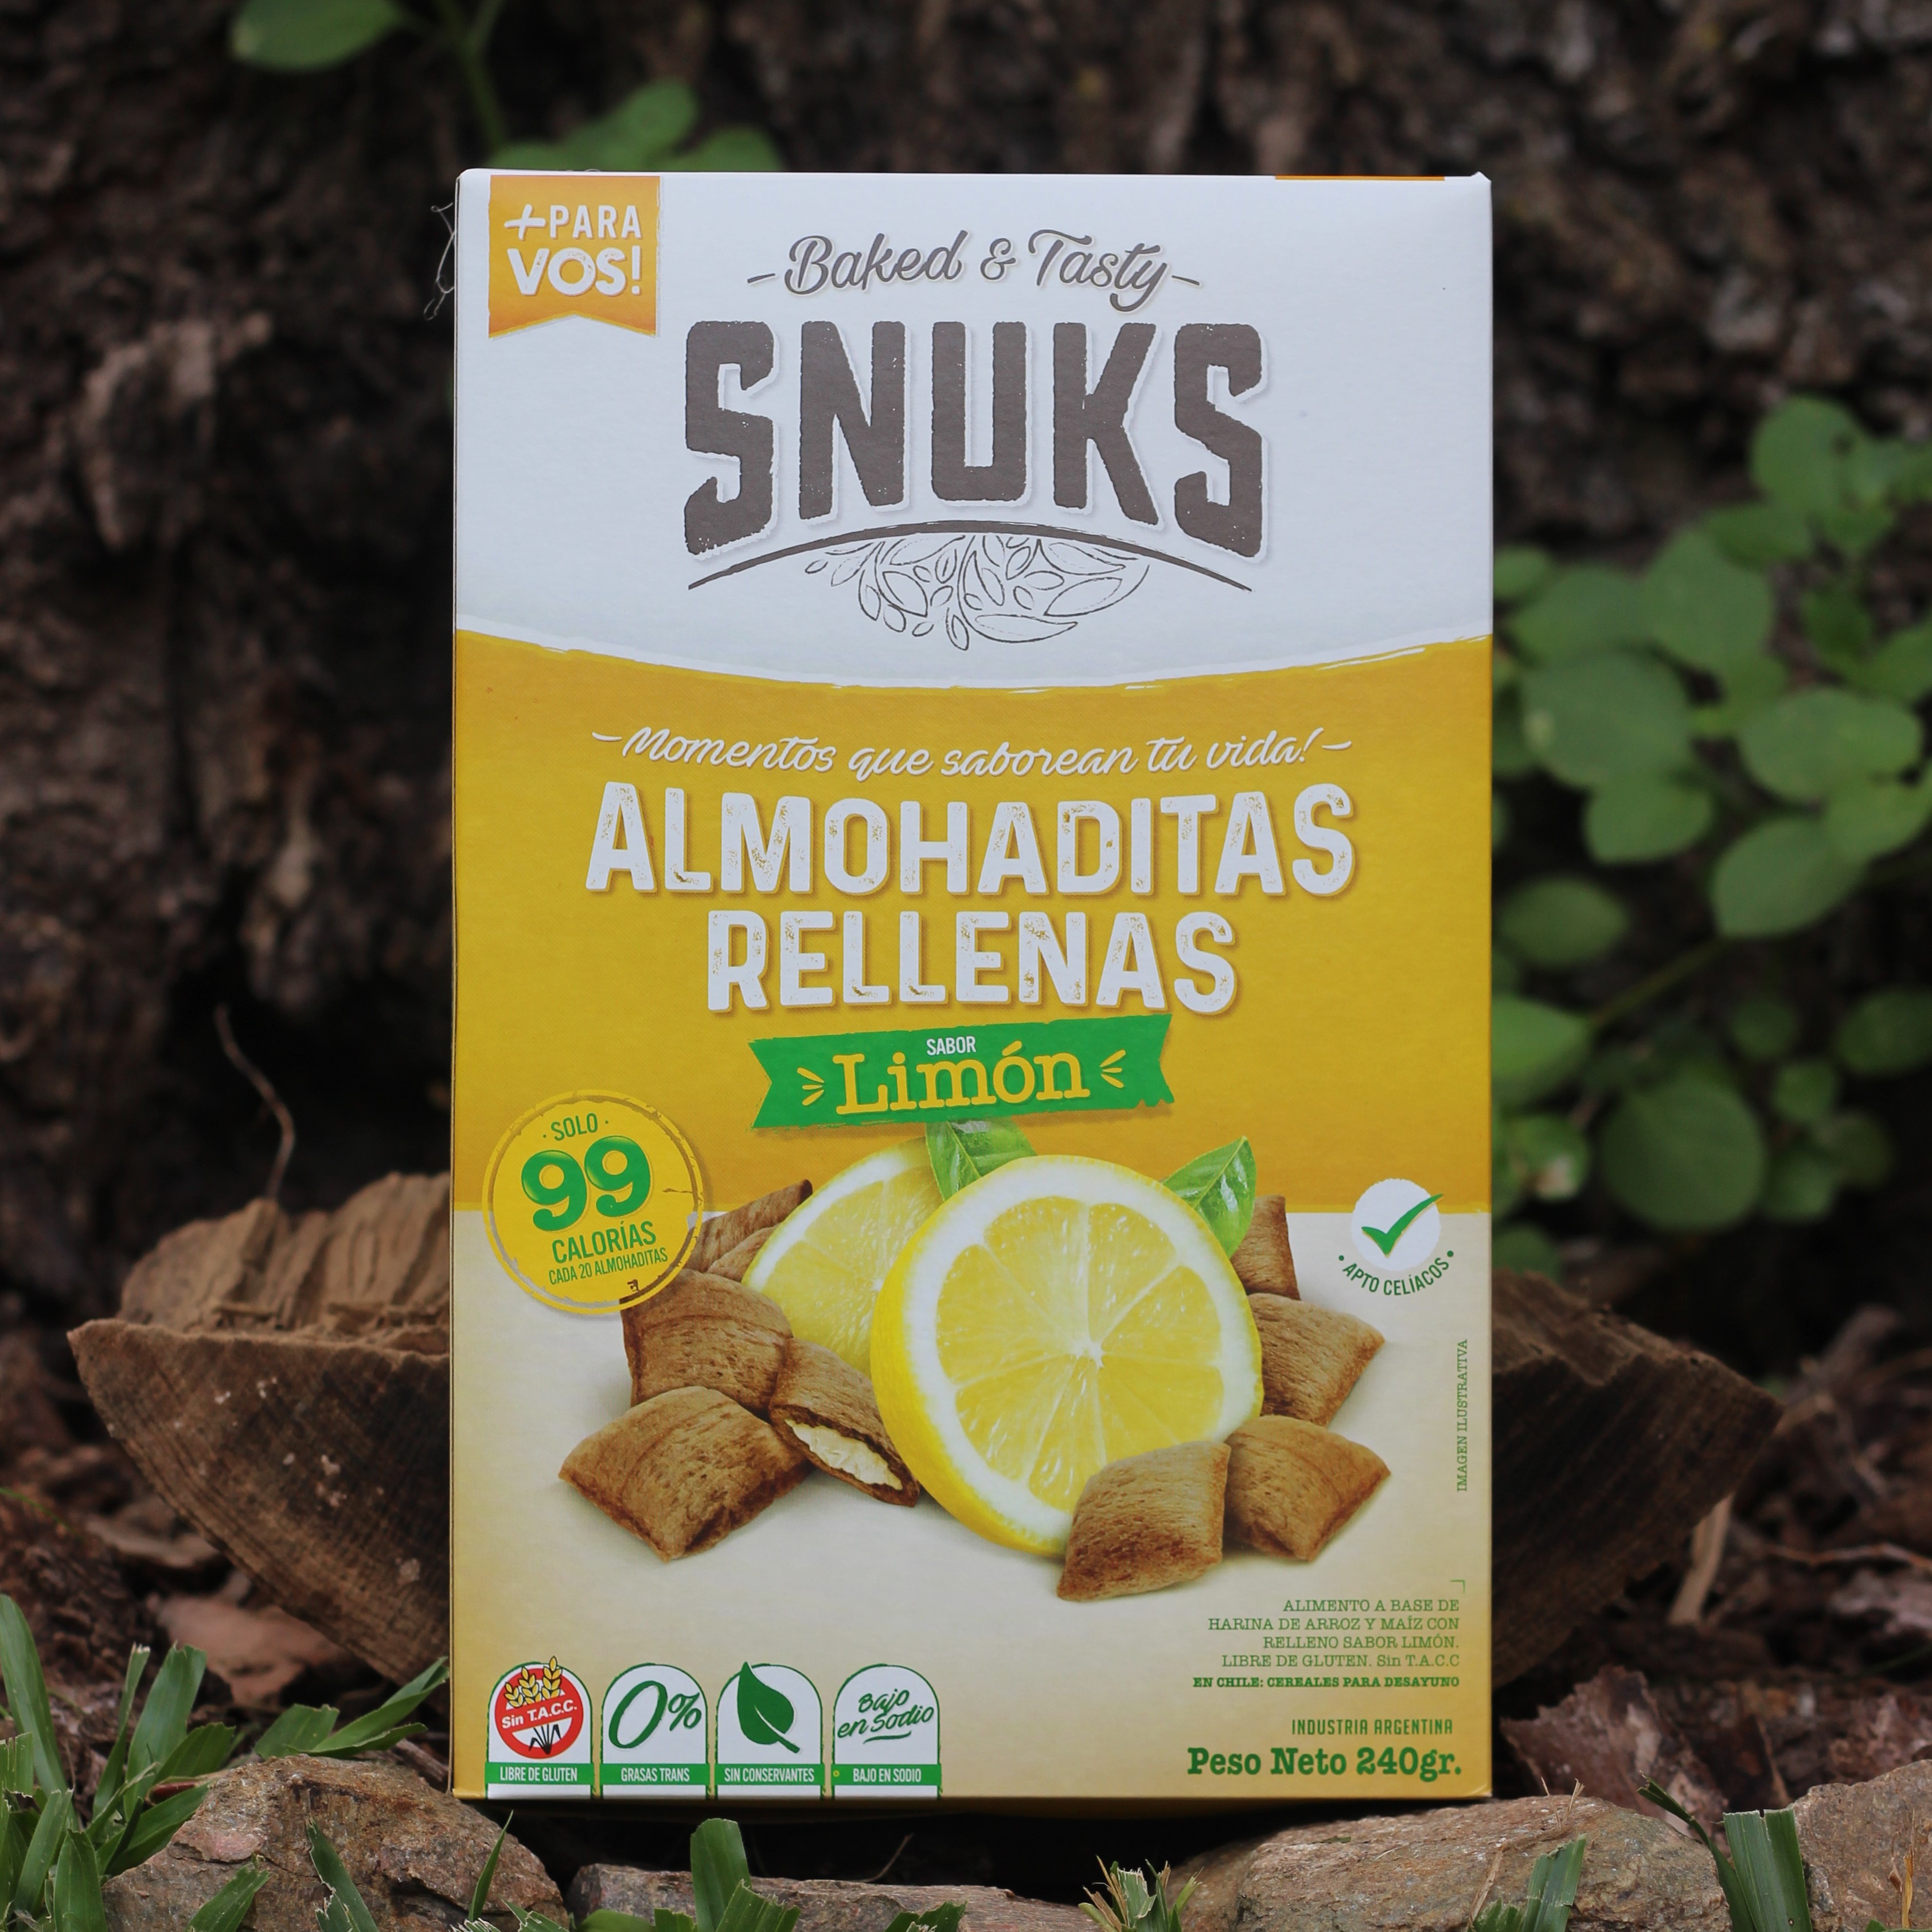 +PARA
VOS!
Baked & Tasty
SNUKS
-Momentos que saborean tu vida!-
ALMOHADITAS
RELLENAS
SABOR
Limón
· SOLO ·
99
CALORÍAS
CADA 20 ALMOHADITAS
• APTO CELÍACOS •
IMAGEN ILUSTRATIVA
ALIMENTO A BASE DE
HARINA DE ARROZ Y MAÍZ CON
RELLENO SABOR LIMÓN.
LIBRE DE GLUTEN. Sin T.A.C.C
EN CHILE: CEREALES PARA DESAYUNO
INDUSTRIA ARGENTINA
Peso Neto 240gr.
Sin T.A.C.C.
LIBRE DE GLUTEN
0%
GRASAS TRANS
SIN CONSERVANTES
Bajo
en Sodio
BAJO EN SODIO